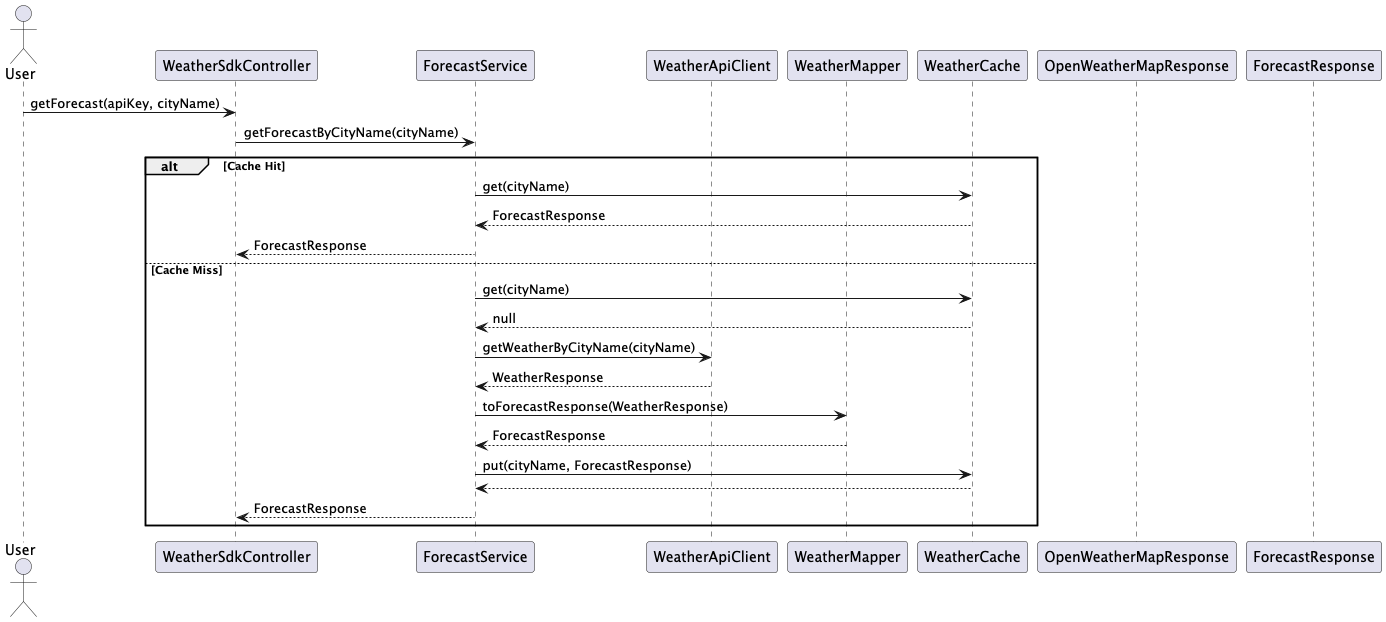 User
WeatherSdkController
ForecastService
WeatherApiClient
WeatherMapper
WeatherCache
OpenWeatherMapResponse
ForecastResponse
getForecast(apiKey, cityName)
getForecastByCityName(cityName)
alt
[Cache Hit]
get(cityName)
ForecastResponse
ForecastResponse
[Cache Miss]
get(cityName)
null
getWeatherByCityName(cityName)
WeatherResponse
toForecastResponse(WeatherResponse)
ForecastResponse
put(cityName, ForecastResponse)
ForecastResponse
User
WeatherSdkController
ForecastService
WeatherApiClient
WeatherMapper
WeatherCache
OpenWeatherMapResponse
ForecastResponse